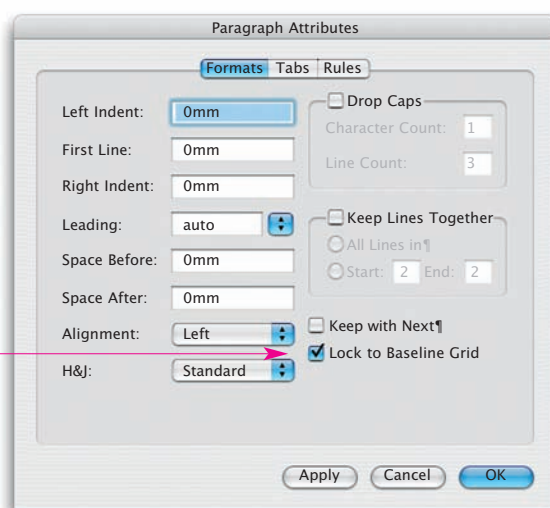 Paragraph Attributes
Formats Tabs Rules
Left Indent: 0mm
First Line: 0mm
Right Indent: 0mm
Leading: auto
Space Before: 0mm
Space After: 0mm
Alignment: Left
H&J: Standard
Drop Caps
Character Count: 1
Line Count: 3
Keep Lines Together
All Lines in¶
Start: 2 End: 2
Keep with Next¶
Lock to Baseline Grid
Apply Cancel OK